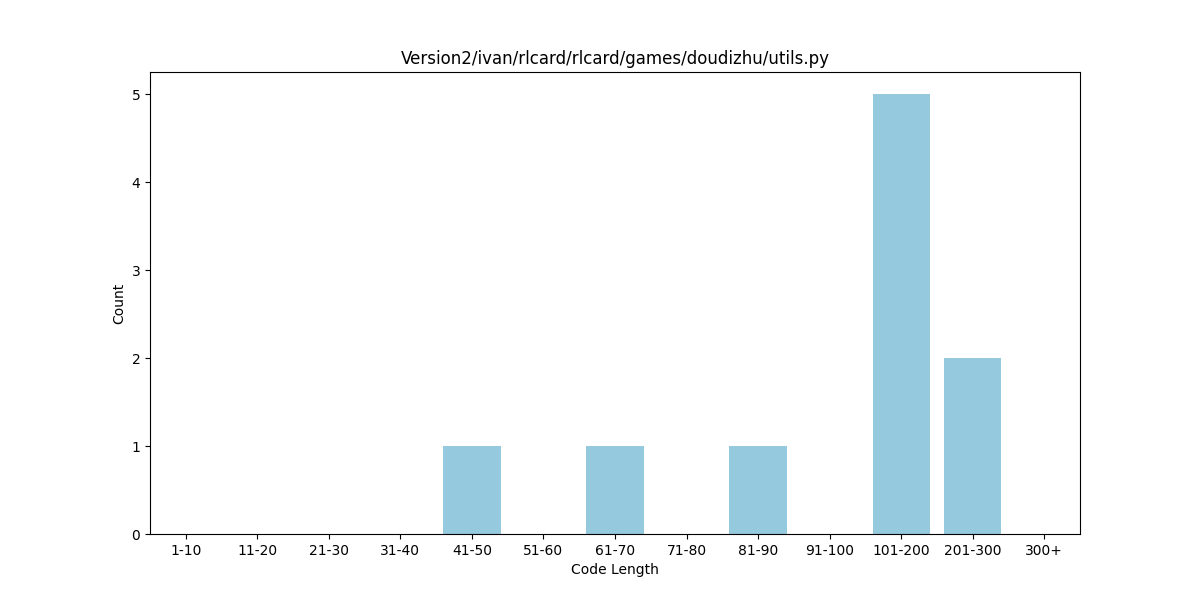 Version2/ivan/rlcard/rlcard/games/doudizhu/utils.py
5
4
3
2
1
0
Count
1-10 11-20 21-30 31-40 41-50 51-60 61-70 71-80 81-90 91-100 101-200 201-300 300+
Code Length